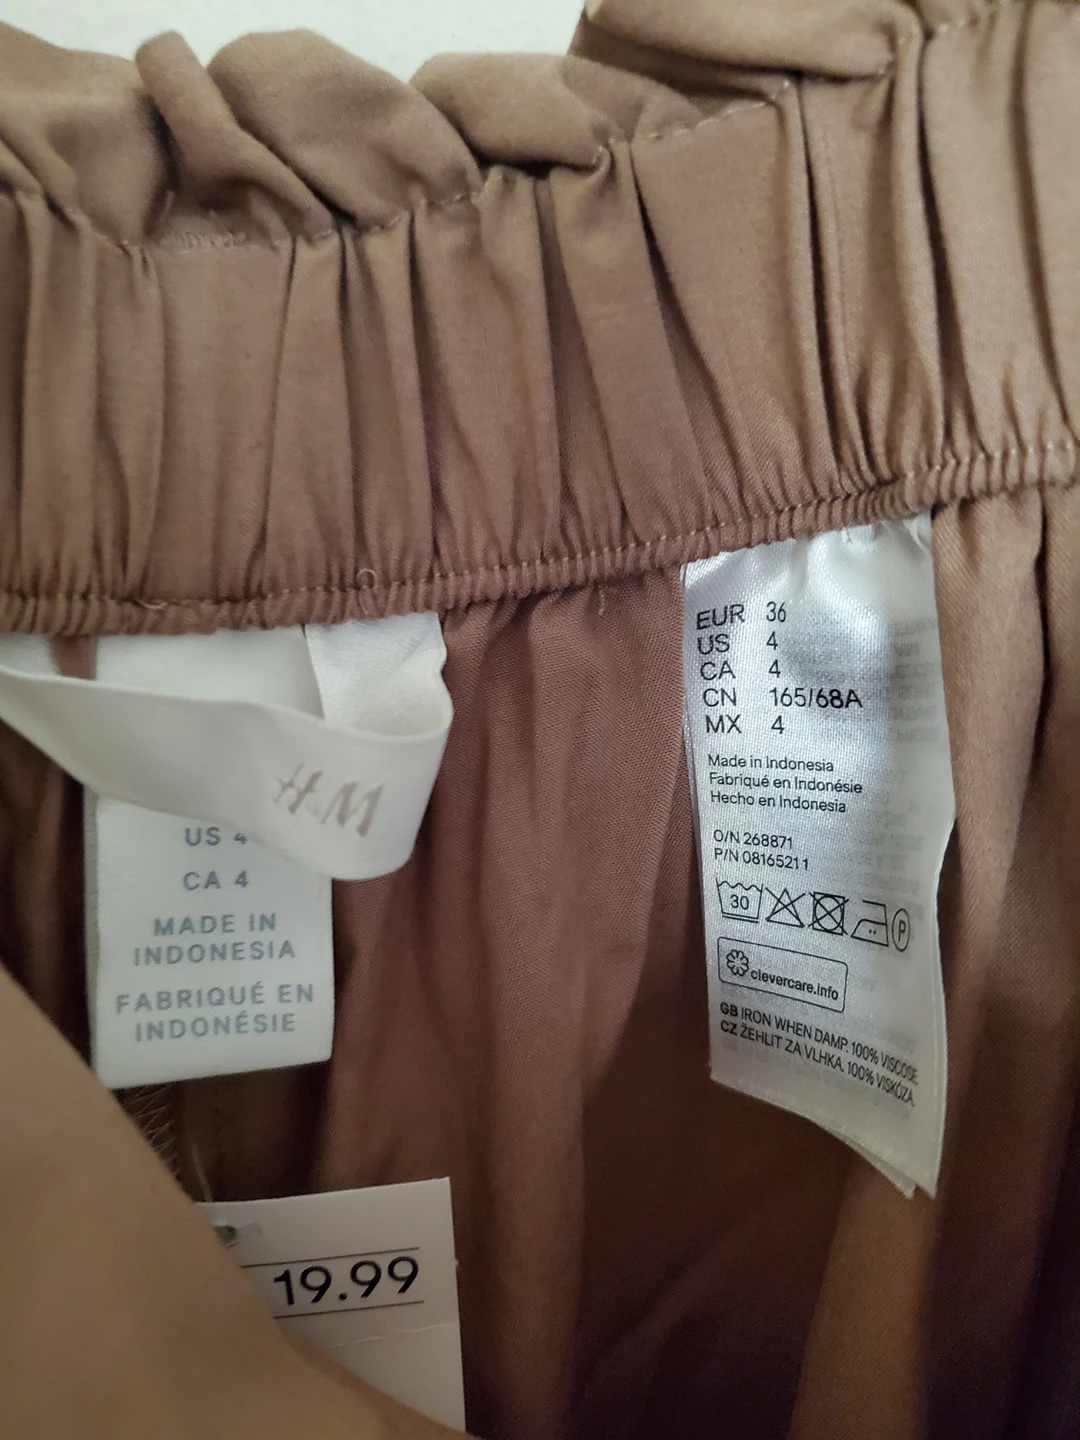 H&M
US 4
CA 4
MADE IN
INDONESIA
FABRIQUÉ EN
INDONÉSIE
19.99
EUR 36
US 4
CA 4
CN 165/68A
MX 4
Made in Indonesia
Fabriqué en Indonésie
Hecho en Indonesia
O/N 268871
P/N 08165211
30
P
clevercare.info
GB IRON WHEN DAMP. 100% VISCOSE.
CZ ŽEHLIT ZA VLHKA. 100% VISKÓZA.